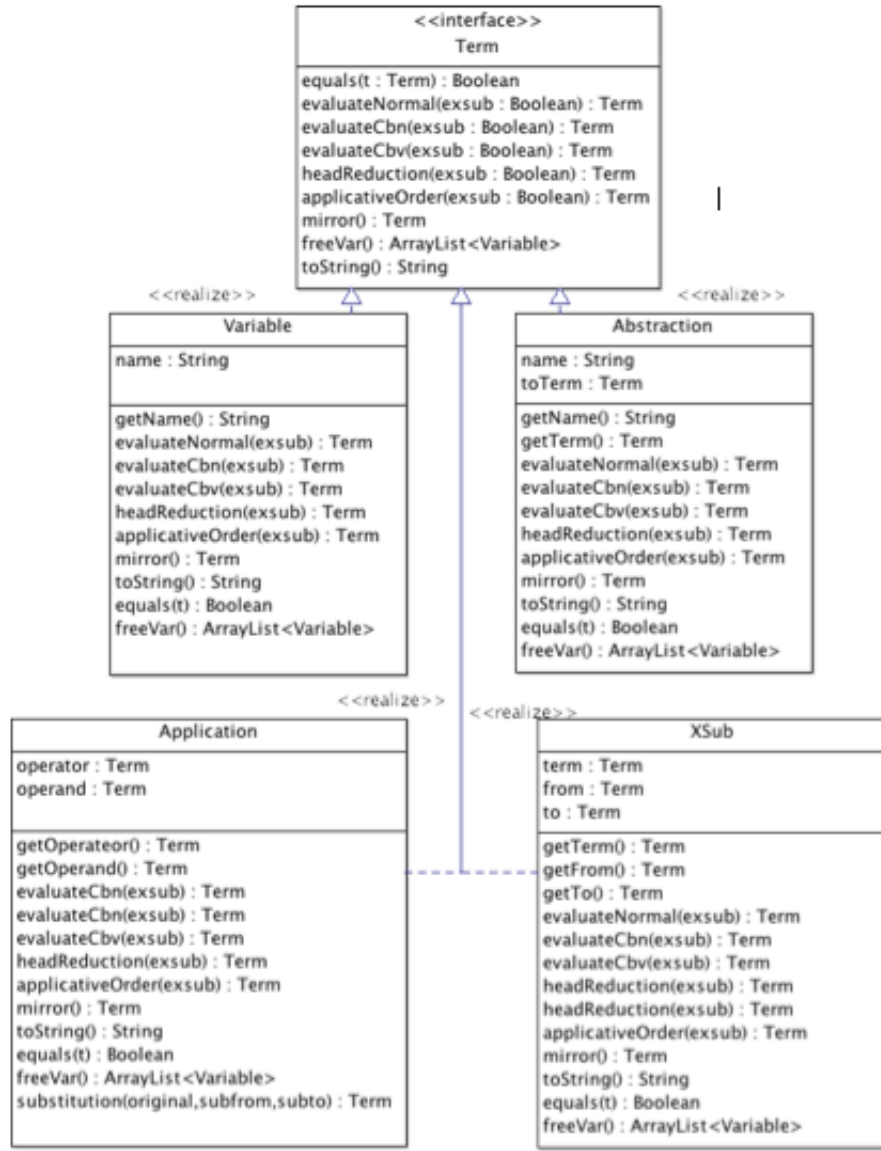 <<interface>>
Term
equals(t : Term) : Boolean
evaluateNormal(exsub : Boolean) : Term
evaluateCbn(exsub : Boolean) : Term
evaluateCbv(exsub : Boolean) : Term
headReduction(exsub : Boolean) : Term
applicativeOrder(exsub : Boolean) : Term
mirror() : Term
freeVar() : ArrayList<Variable>
toString() : String
<<realize>>
<<realize>>
Variable
name : String
getName() : String
evaluateNormal(exsub) : Term
evaluateCbn(exsub) : Term
evaluateCbv(exsub) : Term
headReduction(exsub) : Term
applicativeOrder(exsub) : Term
mirror() : Term
toString() : String
equals(t) : Boolean
freeVar() : ArrayList<Variable>
Abstraction
name : String
toTerm : Term
getName() : String
getTerm() : Term
evaluateNormal(exsub) : Term
evaluateCbn(exsub) : Term
evaluateCbv(exsub) : Term
headReduction(exsub) : Term
applicativeOrder(exsub) : Term
mirror() : Term
toString() : String
equals(t) : Boolean
freeVar() : ArrayList<Variable>
<<realize>>
<<realize>>
Application
operator : Term
operand : Term
getOperateor() : Term
getOperand() : Term
evaluateCbn(exsub) : Term
evaluateCbn(exsub) : Term
evaluateCbv(exsub) : Term
headReduction(exsub) : Term
applicativeOrder(exsub) : Term
mirror() : Term
toString() : String
equals(t) : Boolean
freeVar() : ArrayList<Variable>
substitution(original,subfrom,subto) : Term
XSub
term : Term
from : Term
to : Term
getTerm() : Term
getFrom() : Term
getTo() : Term
evaluateNormal(exsub) : Term
evaluateCbn(exsub) : Term
evaluateCbv(exsub) : Term
headReduction(exsub) : Term
headReduction(exsub) : Term
applicativeOrder(exsub) : Term
mirror() : Term
toString() : String
equals(t) : Boolean
freeVar() : ArrayList<Variable>